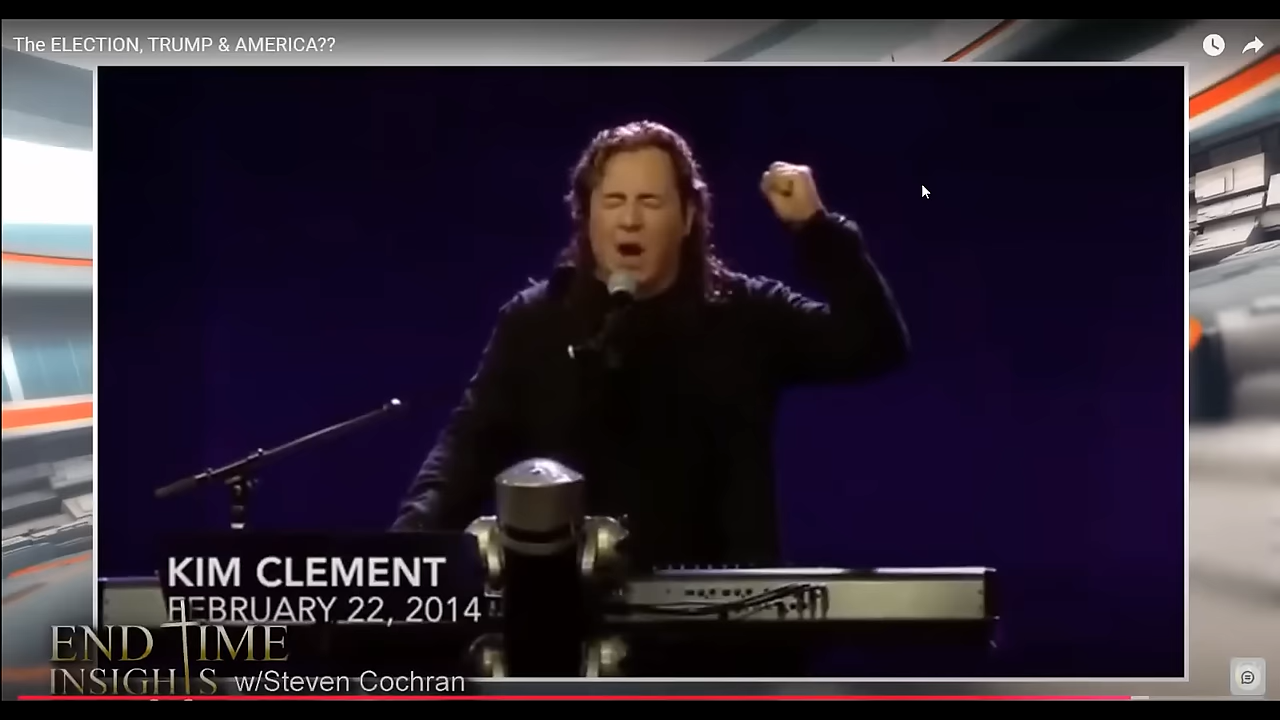 The ELECTION, TRUMP & AMERICA??
KIM CLEMENT
FEBRUARY 22, 2014
END TIME
INSIGHTS w/Steven Cochran